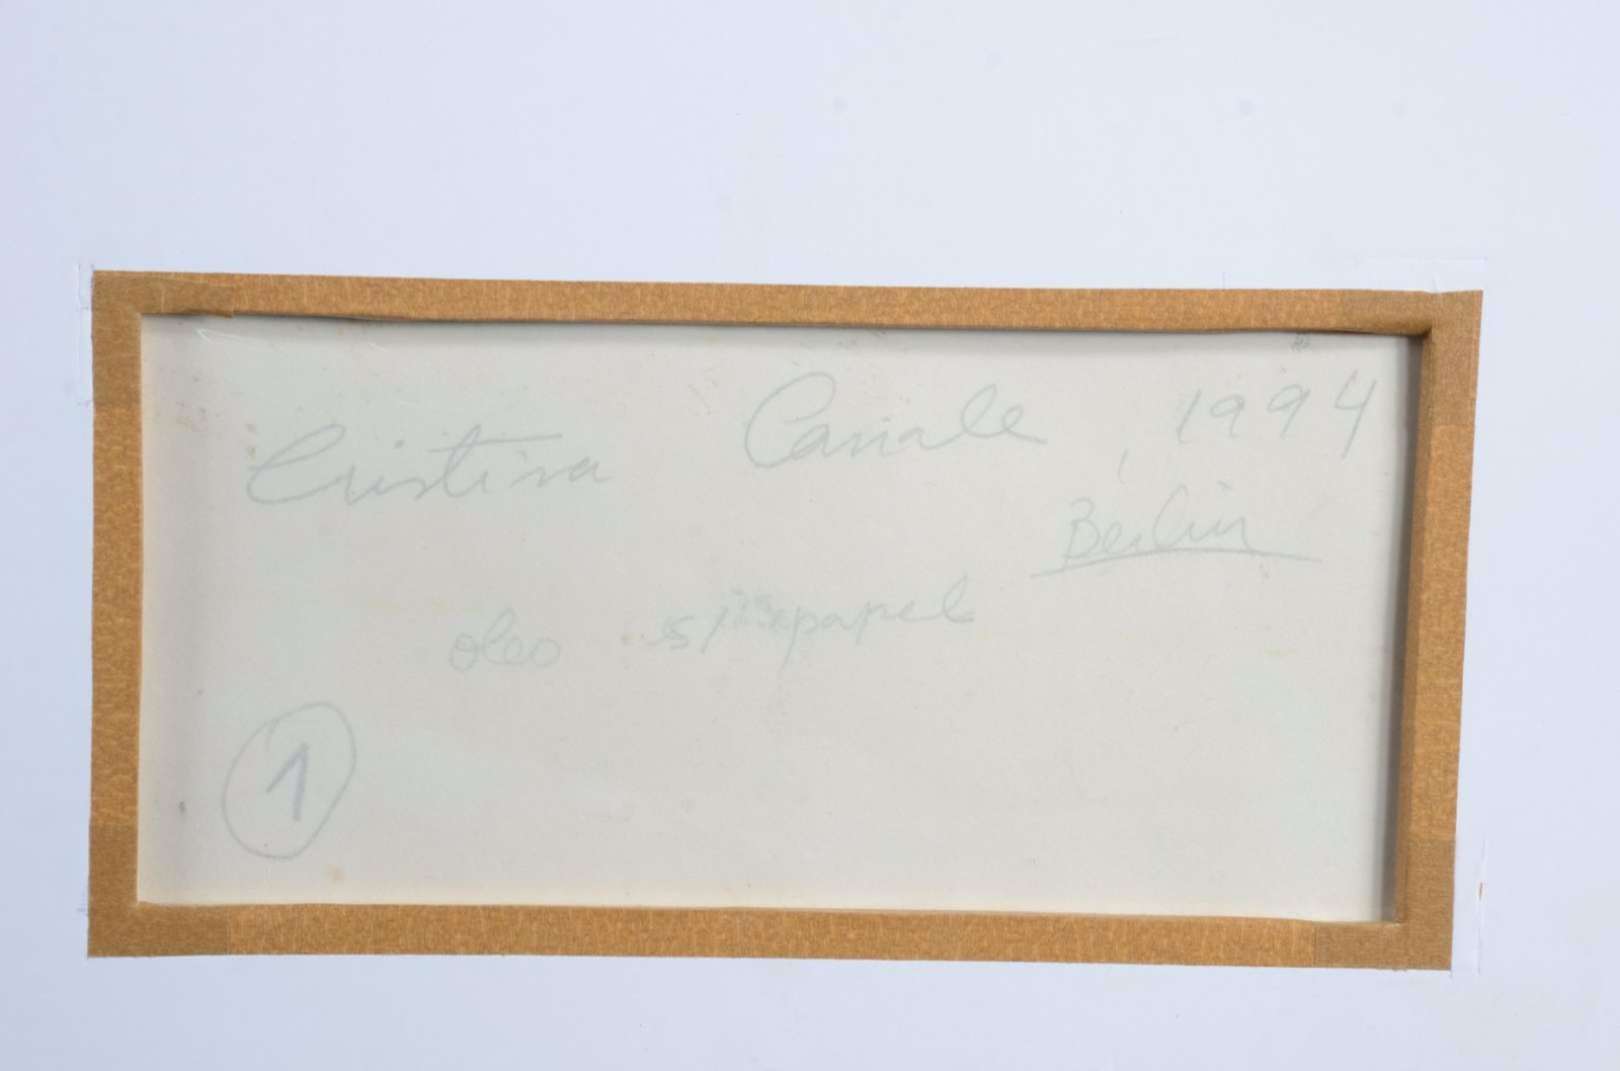 Cristina Canale, 1994
Berlin
oleo s/ papel
1